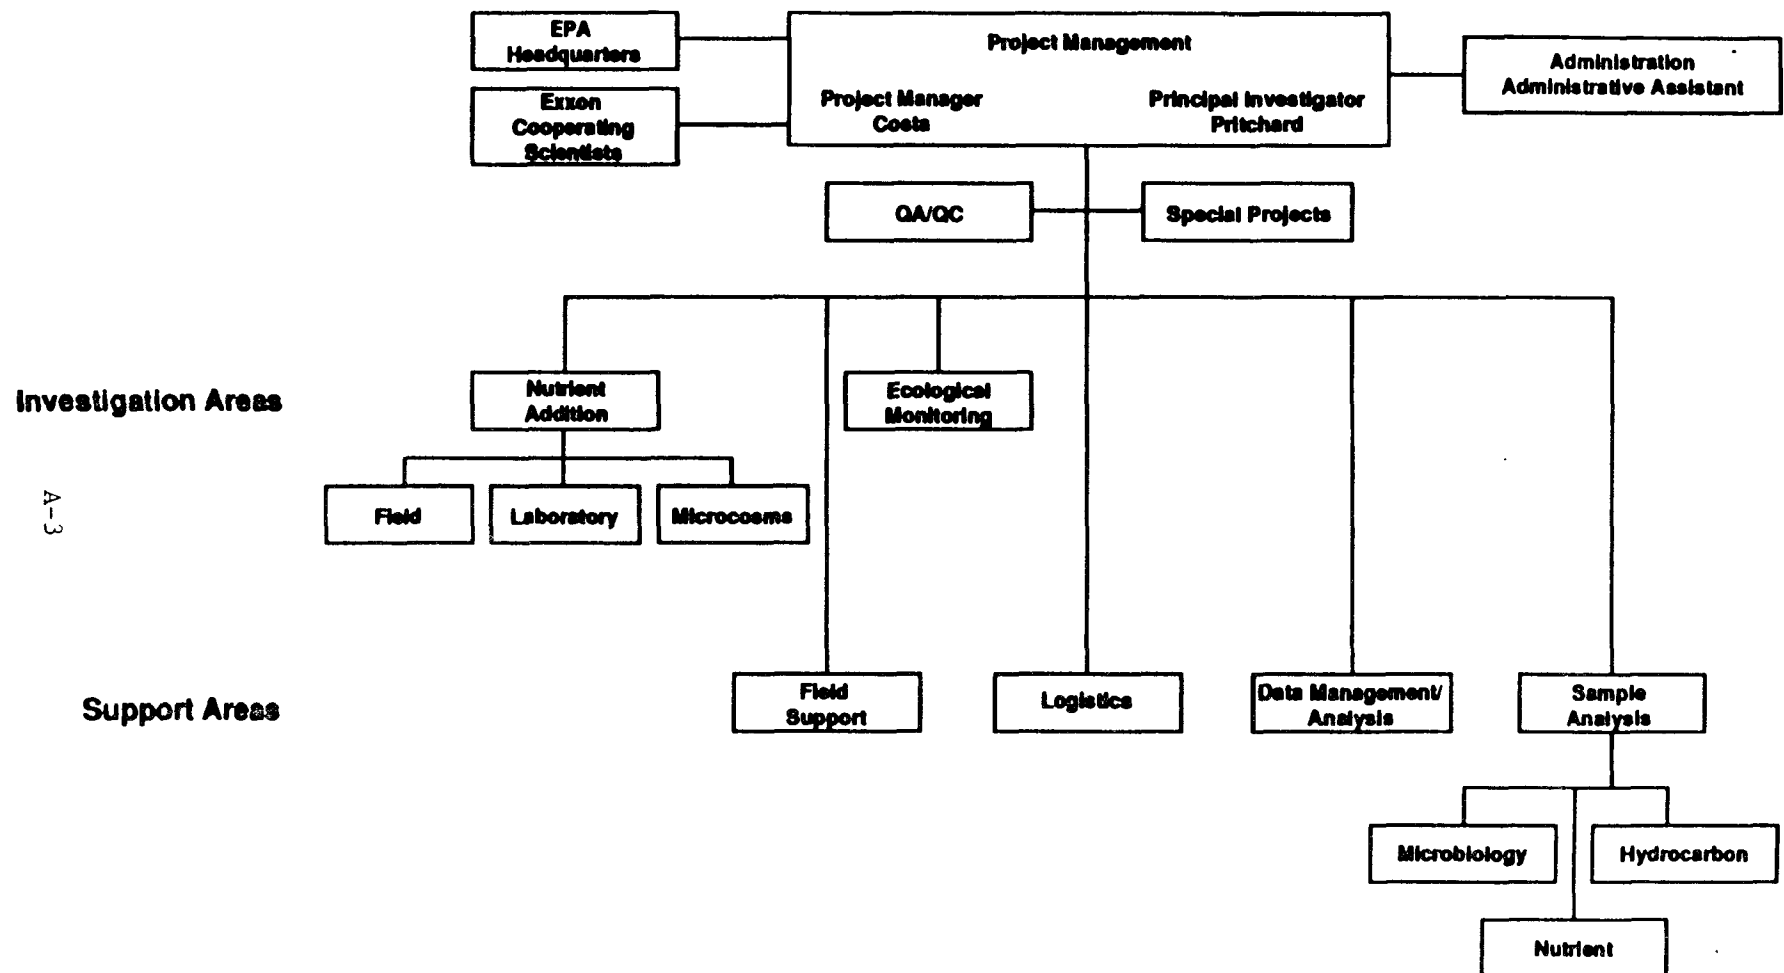 EPA
Headquarters
Project Management
Administration
Administrative Assistant
Exxon
Cooperating
Scientists
Project Manager
Costa
Principal Investigator
Pritchard
QA/QC
Special Projects
Investigation Areas
Nutrient
Addition
Ecological
Monitoring
Field
Laboratory
Microcosms
A-3
Support Areas
Field
Support
Logistics
Data Management/
Analysis
Sample
Analysis
Microbiology
Hydrocarbon
Nutrient